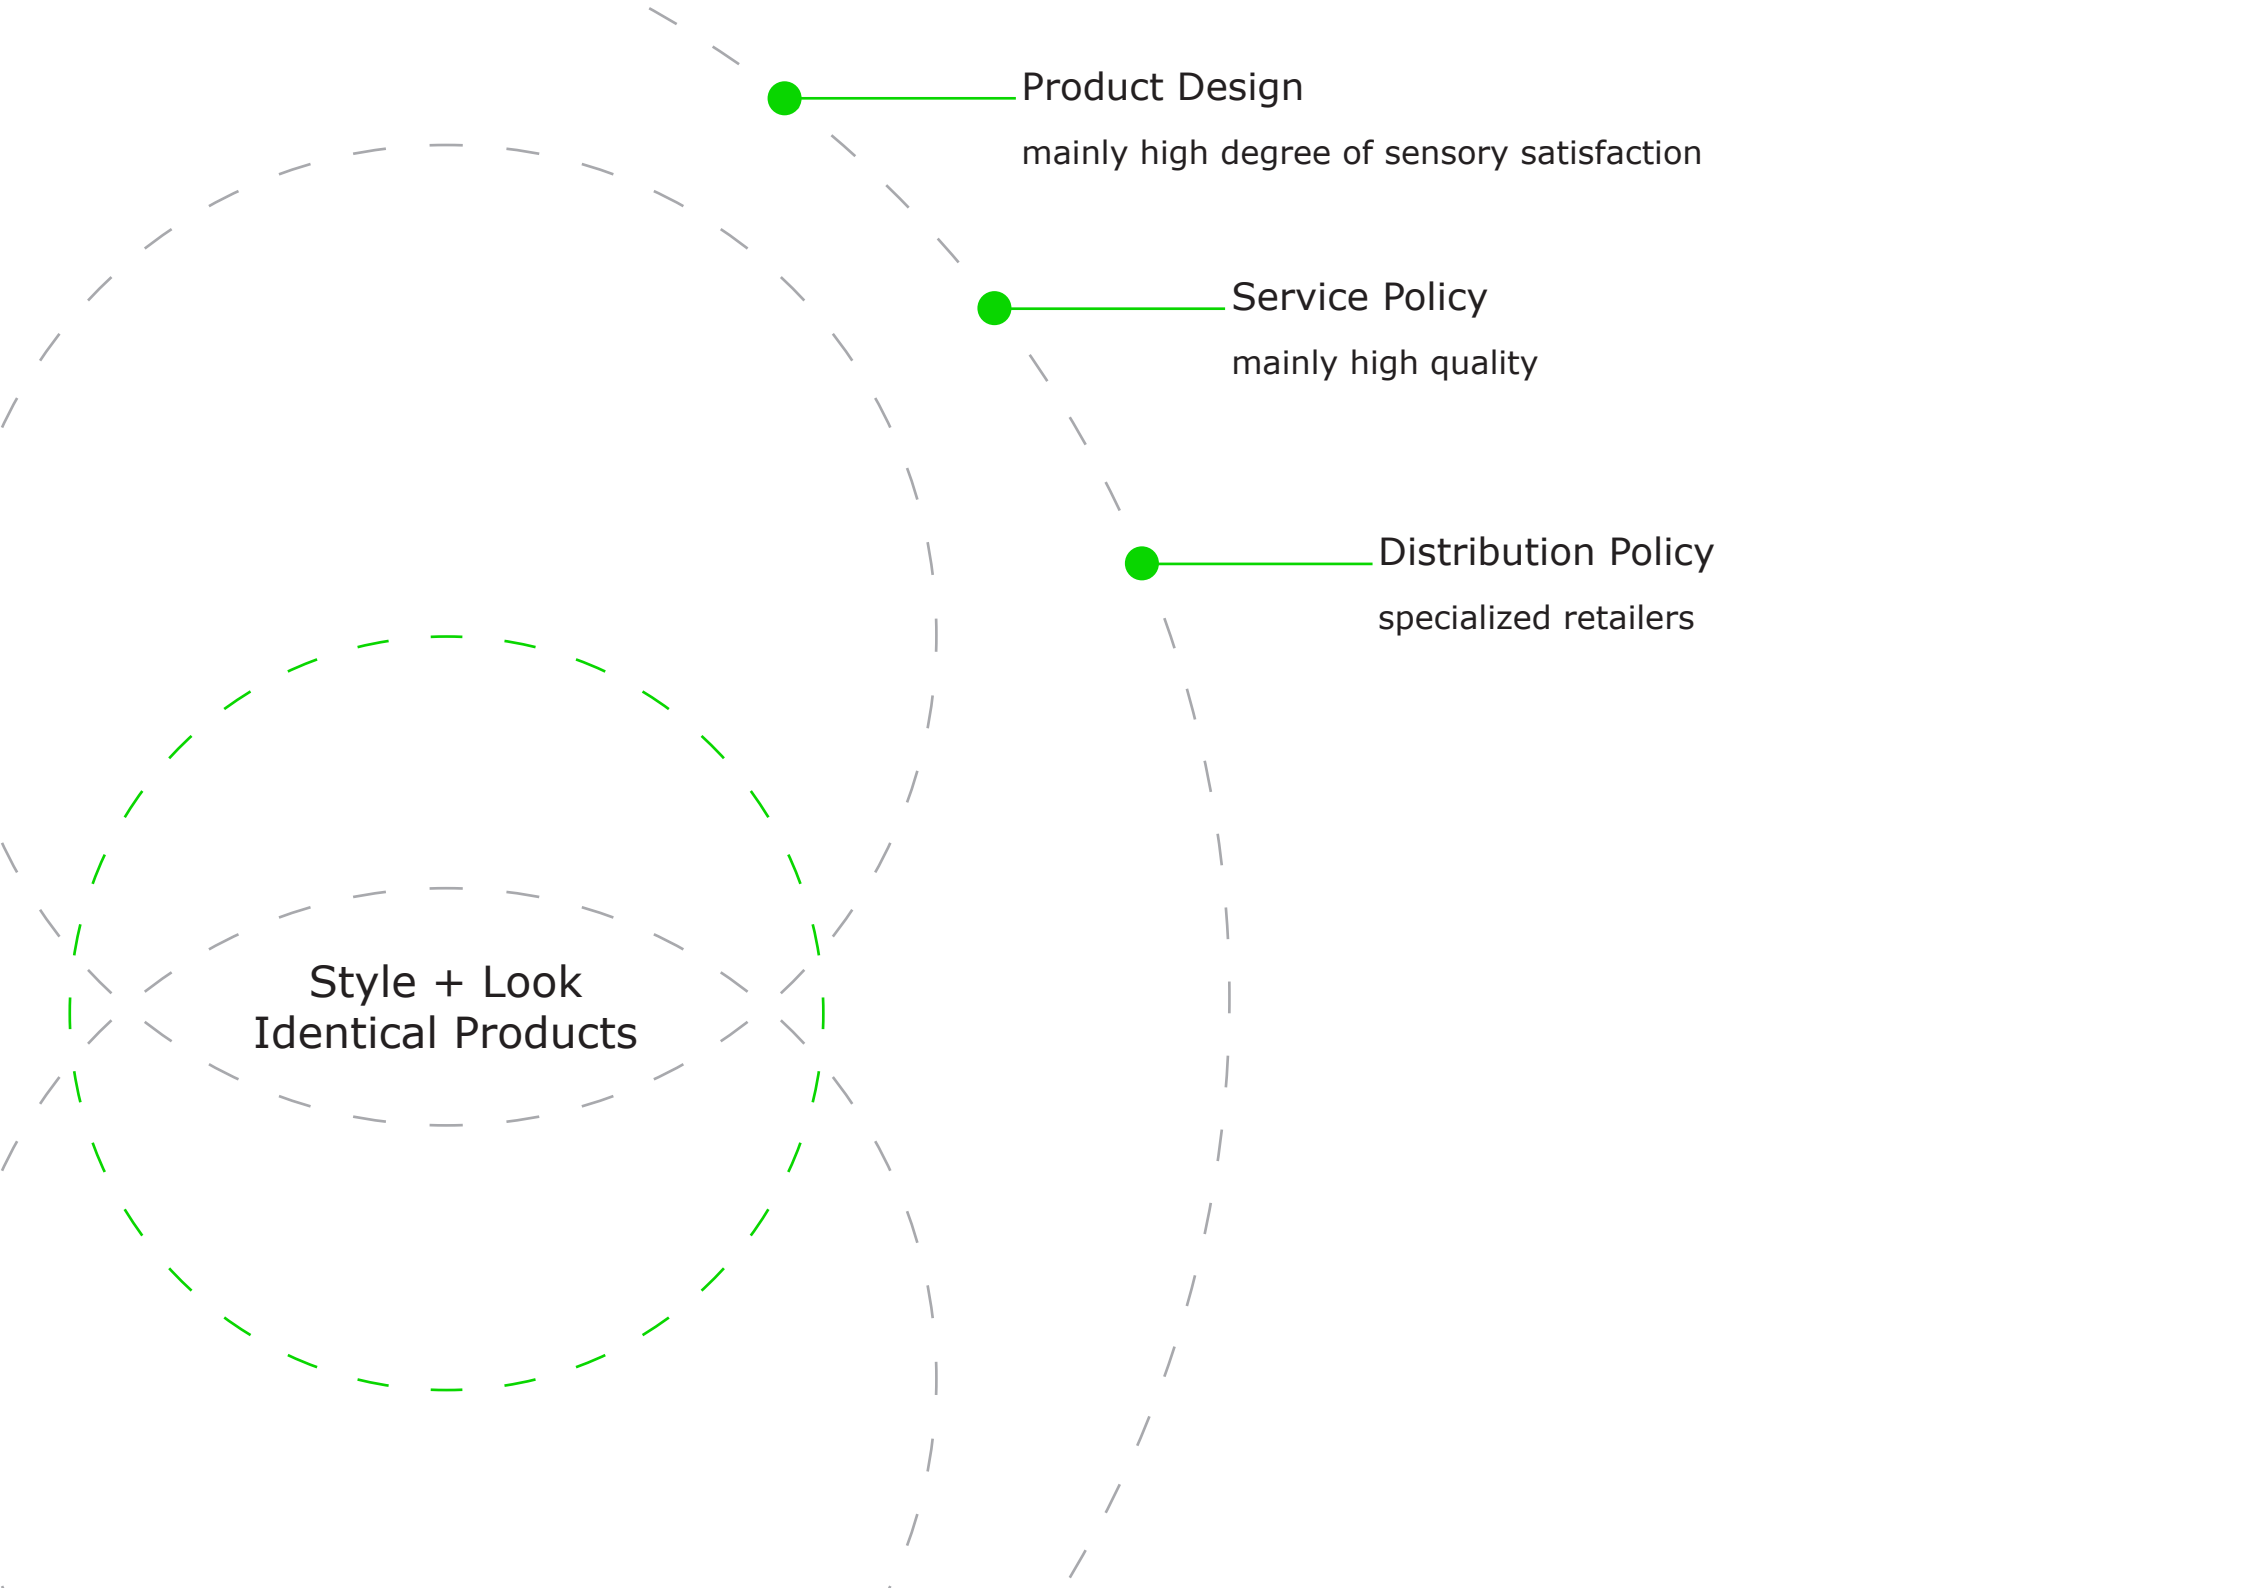 Product Design
mainly high degree of sensory satisfaction
Service Policy
mainly high quality
Distribution Policy
specialized retailers
Style + Look
Identical Products